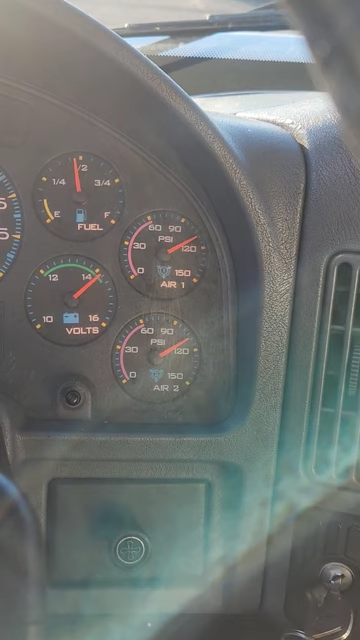 1/2
1/4 3/4
E F
FUEL
60 90
PSI
30 120
0 150
AIR 1
12 14
10 16
VOLTS
60 90
PSI
30 120
0 150
AIR 2